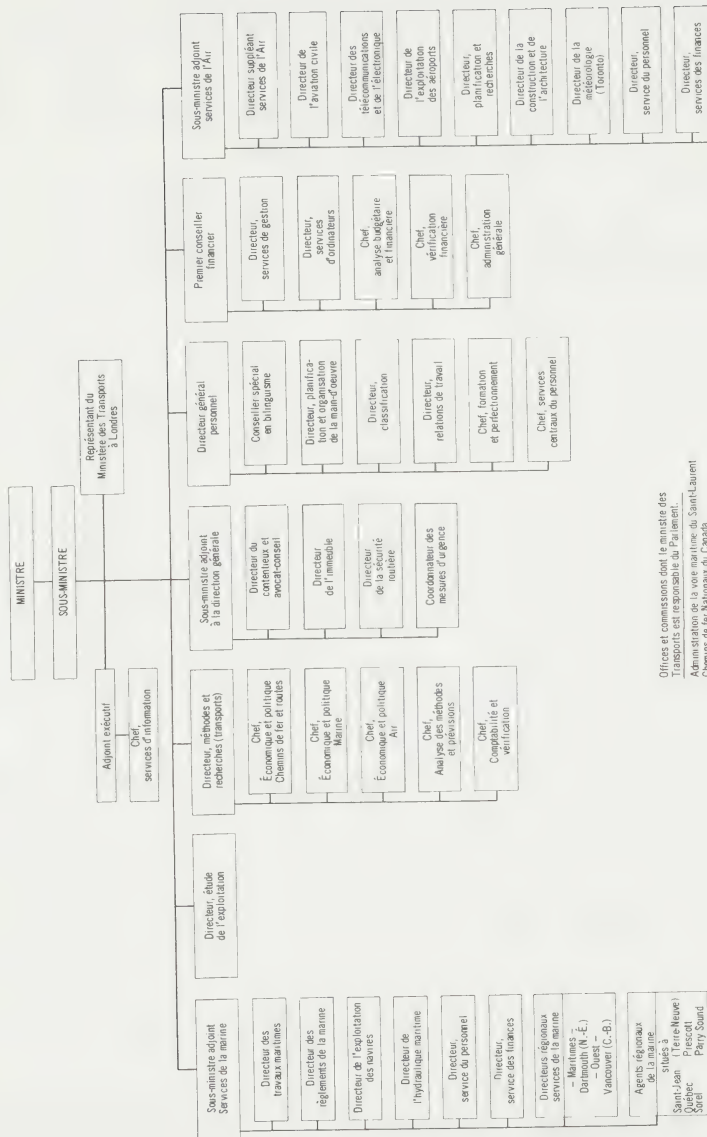 MINISTRE
SOUS-MINISTRE
Représentant du
Ministère des Transports
à Londres
Adjoint exécutif
Chef,
services d'information
Sous-ministre adjoint
Services de la marine
Directeur des
travaux maritimes
Directeur des
règlements de la marine
Directeur de l'exploitation
des navires
Directeur de
l'hydraulique maritime
Directeur,
service du personnel
Directeur,
service des finances
Directeurs régionaux
services de la marine
– Maritimes –
Dartmouth (N.-É.)
– Ouest –
Vancouver (C.-B.)
Agents régionaux
de la marine
situés à
Saint-Jean (Terre-Neuve)
Québec Prescott
Sorel Parry Sound
Directeur, étude
de l'exploitation
Directeur, méthodes et
recherches (transports)
Chef,
Économique et politique
Chemins de fer et routes
Chef,
Économique et politique
Marine
Chef,
Économique et politique
Air
Chef,
Analyse des méthodes
et prévisions
Chef,
Comptabilité et
vérification
Sous-ministre adjoint
à la direction générale
Directeur du
contentieux et
avocat-conseil
Directeur
de l'immeuble
Directeur
de la sécurité
routière
Coordonnateur des
mesures d'urgence
Directeur général
personnel
Conseiller spécial
en bilinguisme
Directeur, planifica-
tion et organisation
de la main-d'oeuvre
Directeur,
classification
Directeur,
relations de travail
Chef, formation
et perfectionnement
Chef, services
centraux du personnel
Premier conseiller
financier
Directeur,
services de gestion
Directeur,
services
d'ordinateurs
Chef,
analyse budgétaire
et financière
Chef,
vérification
financière
Chef,
administration
générale
Sous-ministre adjoint
services de l'Air
Directeur suppléant
services de l'Air
Directeur de
l'aviation civile
Directeur des
télécommunications
et de l'électronique
Directeur de
l'exploitation
des aéroports
Directeur,
planification et
recherches
Directeur de la
construction et de
l'architecture
Directeur de la
météorologie
(Toronto)
Directeur,
service du personnel
Directeur,
services des finances
Offices et commissions dont le ministre des
Transports est responsable du Parlement.
Administration de la voie maritime du Saint-Laurent
Chemins de fer Nationaux du Canada